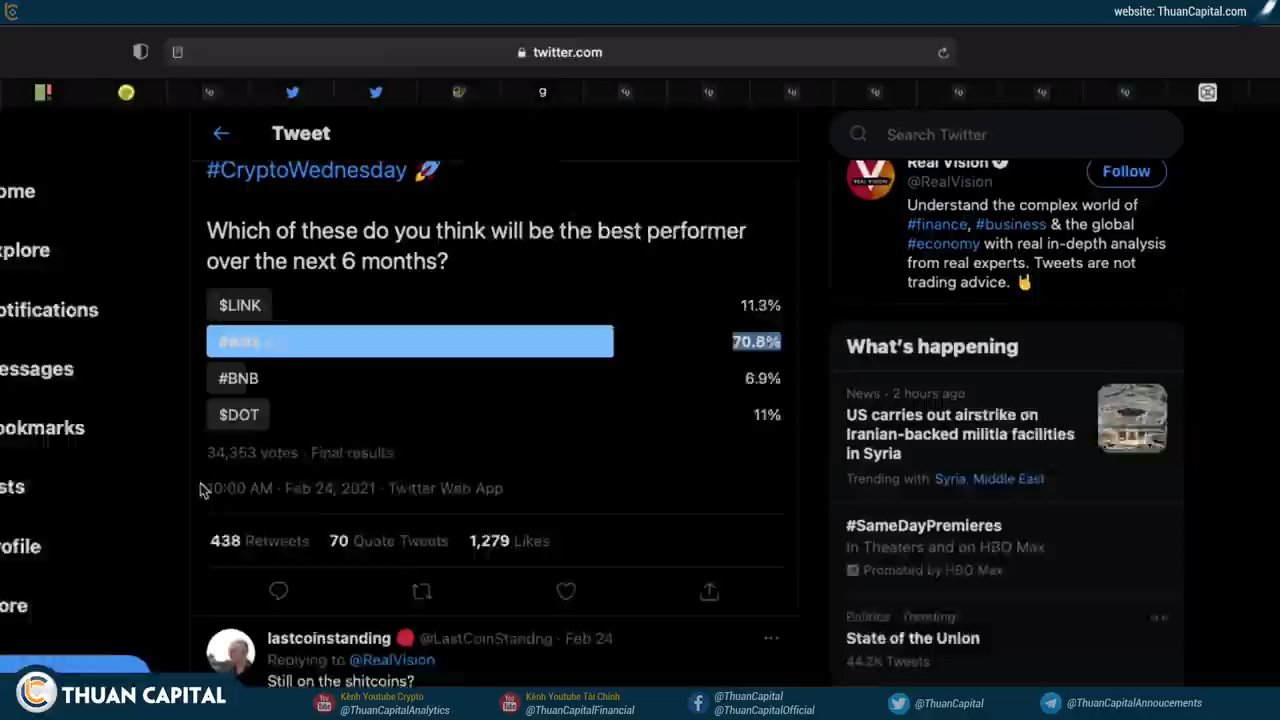 website: ThuanCapital.com
twitter.com
Tweet
Search Twitter
#CryptoWednesday 🚀
Which of these do you think will be the best performer
over the next 6 months?
$LINK 11.3%
70.8%
#BNB 6.9%
$DOT 11%
34,353 votes · Final results
10:00 AM · Feb 24, 2021 · Twitter Web App
438 Retweets 70 Quote Tweets 1,279 Likes
lastcoinstanding 🔴 @LastCoinStandng · Feb 24
Replying to @RealVision
Still on the shitcoins?
ome
xplore
otifications
essages
ookmarks
sts
rofile
ore
Real Vision
@RealVision
Follow
Understand the complex world of
#finance, #business & the global
#economy with real in-depth analysis
from real experts. Tweets are not
trading advice. 🤘
What's happening
News · 2 hours ago
US carries out airstrike on
Iranian-backed militia facilities
in Syria
Trending with Syria, Middle East
#SameDayPremieres
In Theaters and on HBO Max
Promoted by HBO Max
Politics · Trending
State of the Union
44.2K Tweets
THUAN CAPITAL
Kênh Youtube Crypto
@ThuanCapitalAnalytics
Kênh Youtube Tài Chính
@ThuanCapitalFinancial
@ThuanCapital
@ThuanCapitalOfficial
@ThuanCapital
@ThuanCapitalAnnoucements